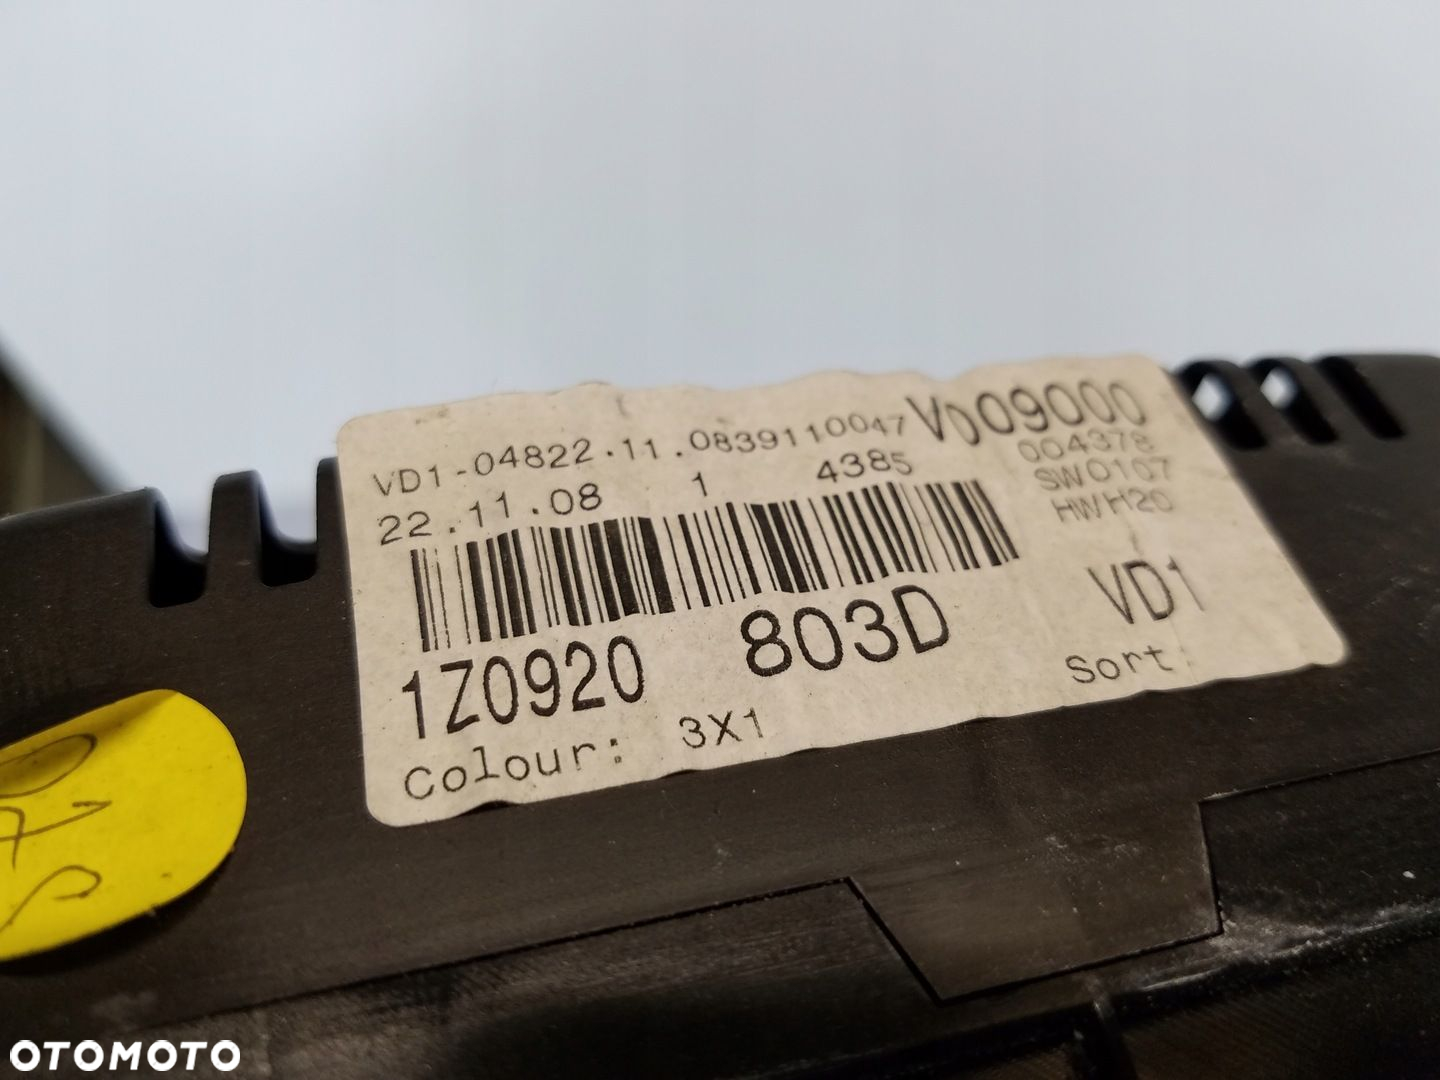 VD1-04822.11.0839110047 VDD9000
004378
22.11.08 1 4385
SW0107
HWH20
1Z0920 803D
VD1
Colour: 3X1
Sort:
OTOMOTO